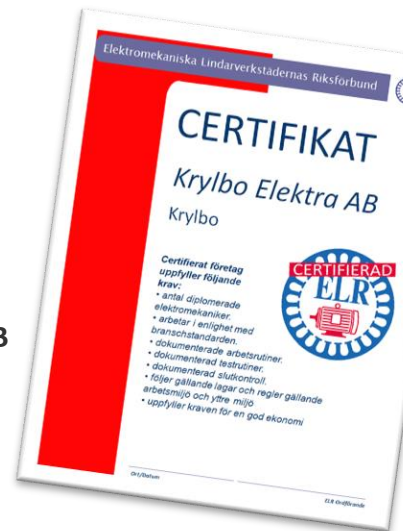 Elektromekaniska Lindarverkstädernas Riksförbund
CERTIFIKAT
Krylbo Elektra AB
Krylbo
Certifierat företag
uppfyller följande
krav:
• antal diplomerade
elektromekaniker.
• arbetar i enlighet med
branschstandarden.
• dokumenterade arbetsrutiner.
• dokumenterad testrutiner.
• dokumenterad slutkontroll.
• följer gällande lagar och regler gällande
arbetsmiljö och yttre miljö
• uppfyller kraven för en god ekonomi
CERTIFIERAD
ELR
Ort/Datum
ELR Ordförande
B